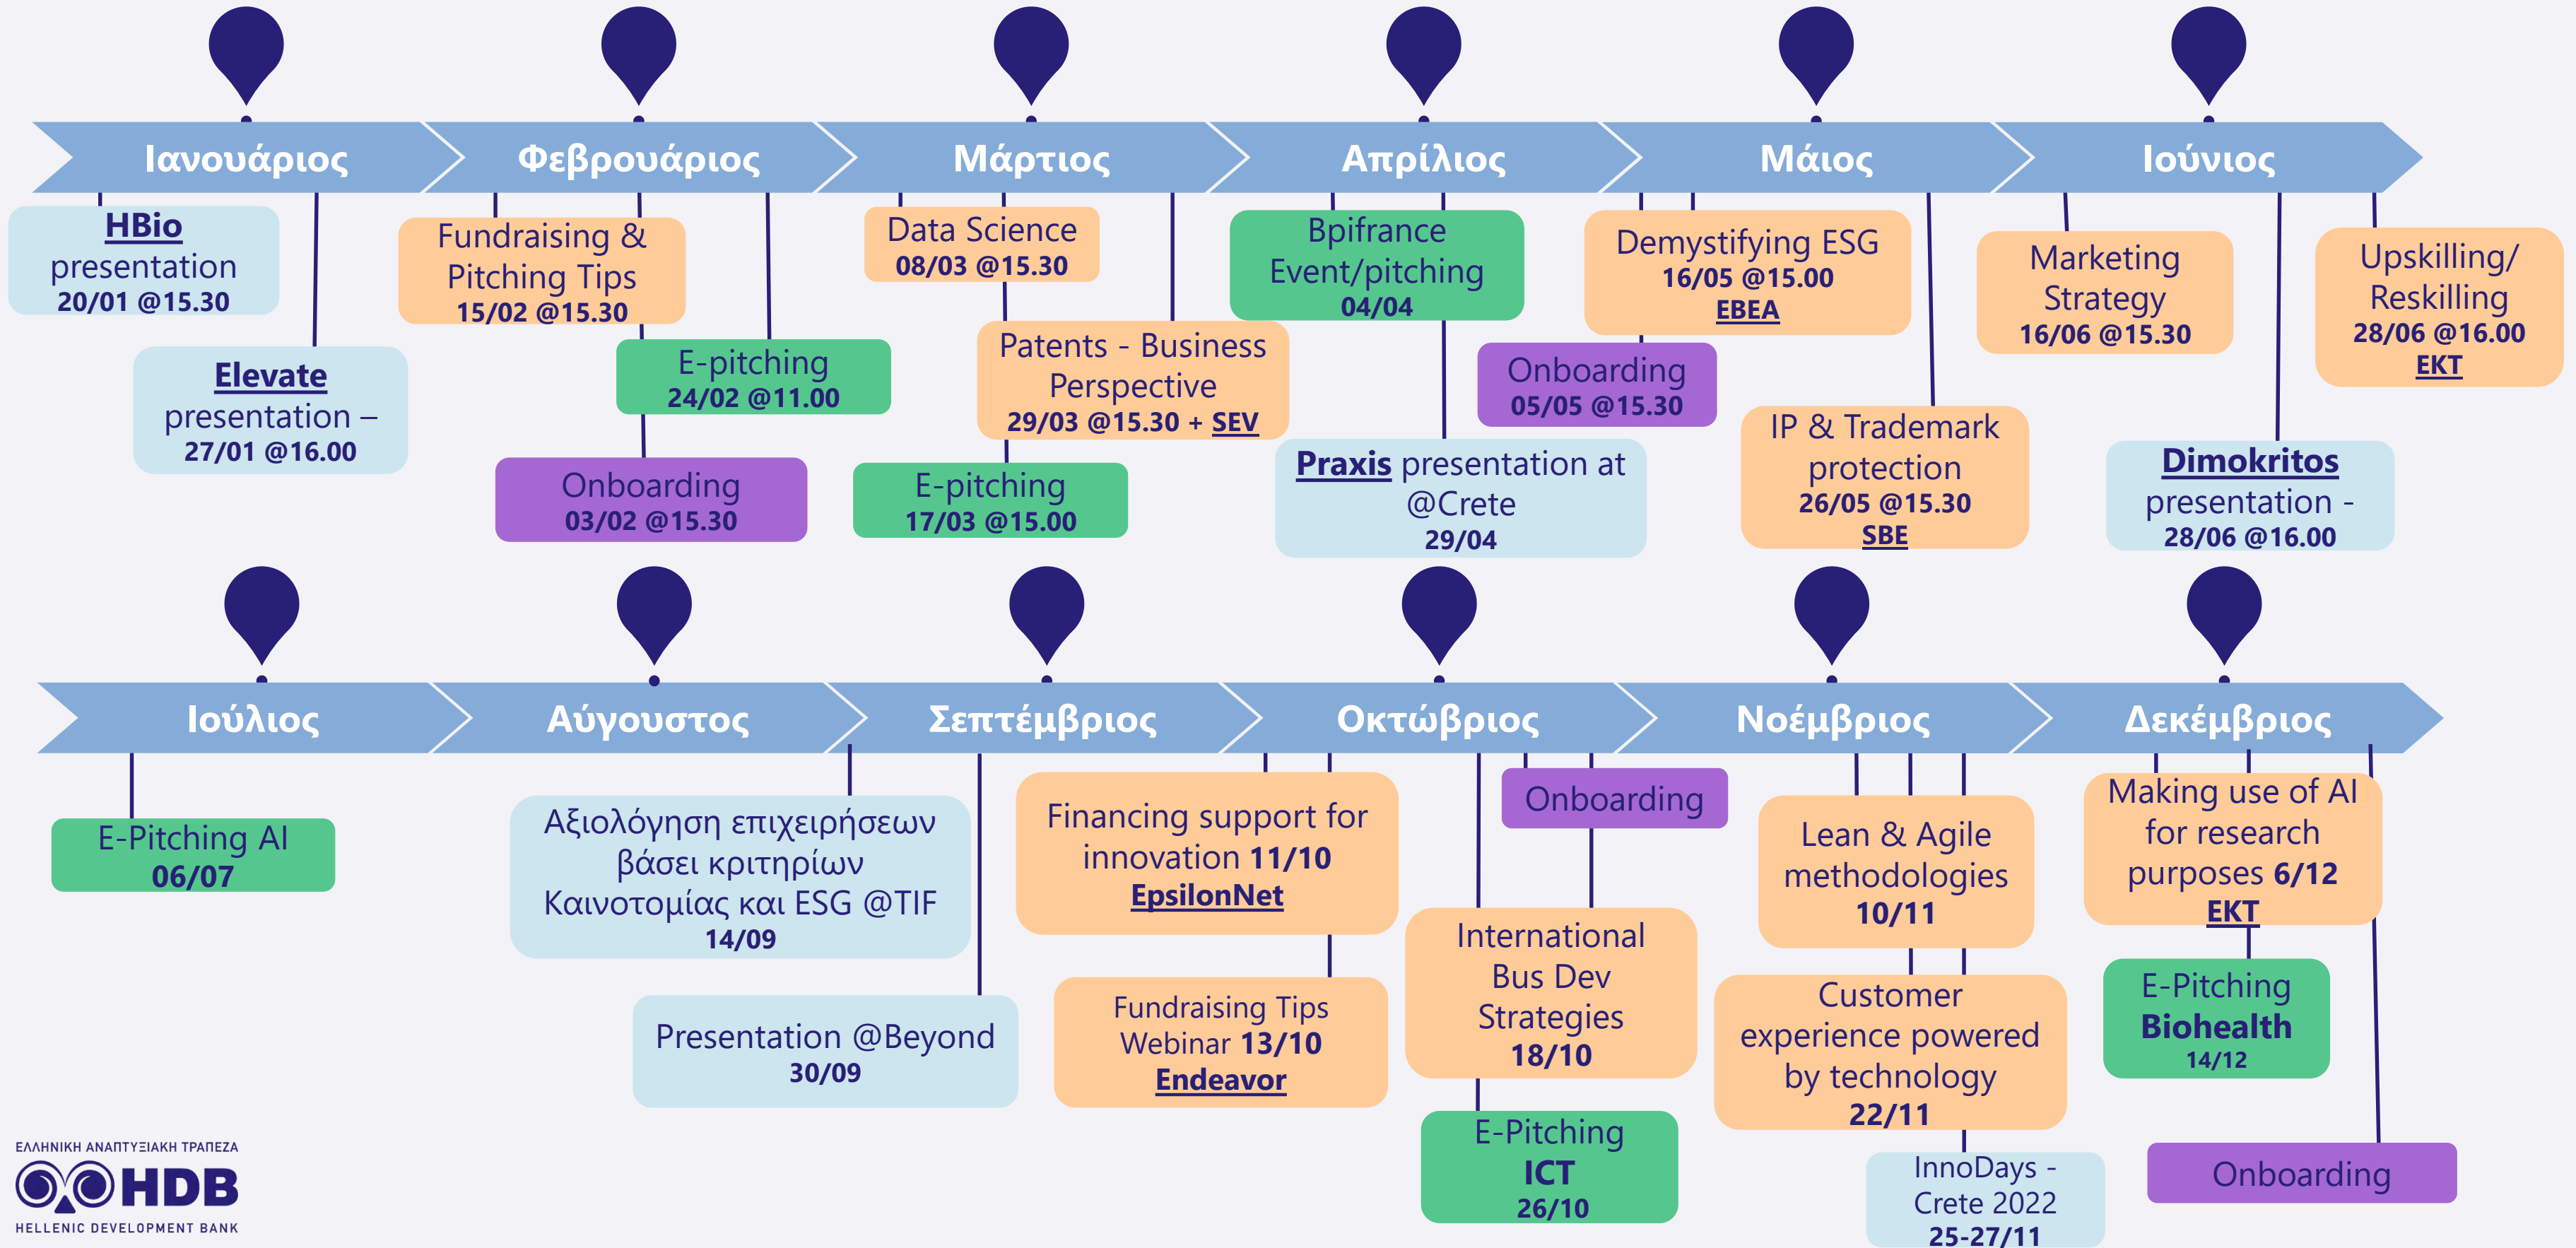 Ιανουάριος
Φεβρουάριος
Μάρτιος
Απρίλιος
Μάιος
Ιούνιος
HBio
presentation
20/01 @15.30
Elevate
presentation –
27/01 @16.00
Fundraising &
Pitching Tips
15/02 @15.30
E-pitching
24/02 @11.00
Onboarding
03/02 @15.30
Data Science
08/03 @15.30
Patents - Business
Perspective
29/03 @15.30 + SEV
E-pitching
17/03 @15.00
Bpifrance
Event/pitching
04/04
Praxis presentation at
@Crete
29/04
Demystifying ESG
16/05 @15.00
EBEA
Onboarding
05/05 @15.30
IP & Trademark
protection
26/05 @15.30
SBE
Marketing
Strategy
16/06 @15.30
Upskilling/
Reskilling
28/06 @16.00
EKT
Dimokritos
presentation -
28/06 @16.00
Ιούλιος
Αύγουστος
Σεπτέμβριος
Οκτώβριος
Νοέμβριος
Δεκέμβριος
E-Pitching AI
06/07
Αξιολόγηση επιχειρήσεων
βάσει κριτηρίων
Καινοτομίας και ESG @TIF
14/09
Presentation @Beyond
30/09
Financing support for
innovation 11/10
EpsilonNet
Fundraising Tips
Webinar 13/10
Endeavor
Onboarding
International
Bus Dev
Strategies
18/10
E-Pitching
ICT
26/10
Lean & Agile
methodologies
10/11
Customer
experience powered
by technology
22/11
InnoDays -
Crete 2022
25-27/11
Making use of AI
for research
purposes 6/12
EKT
E-Pitching
Biohealth
14/12
Onboarding
ΕΛΛΗΝΙΚΗ ΑΝΑΠΤΥΞΙΑΚΗ ΤΡΑΠΕΖΑ
HDB
HELLENIC DEVELOPMENT BANK